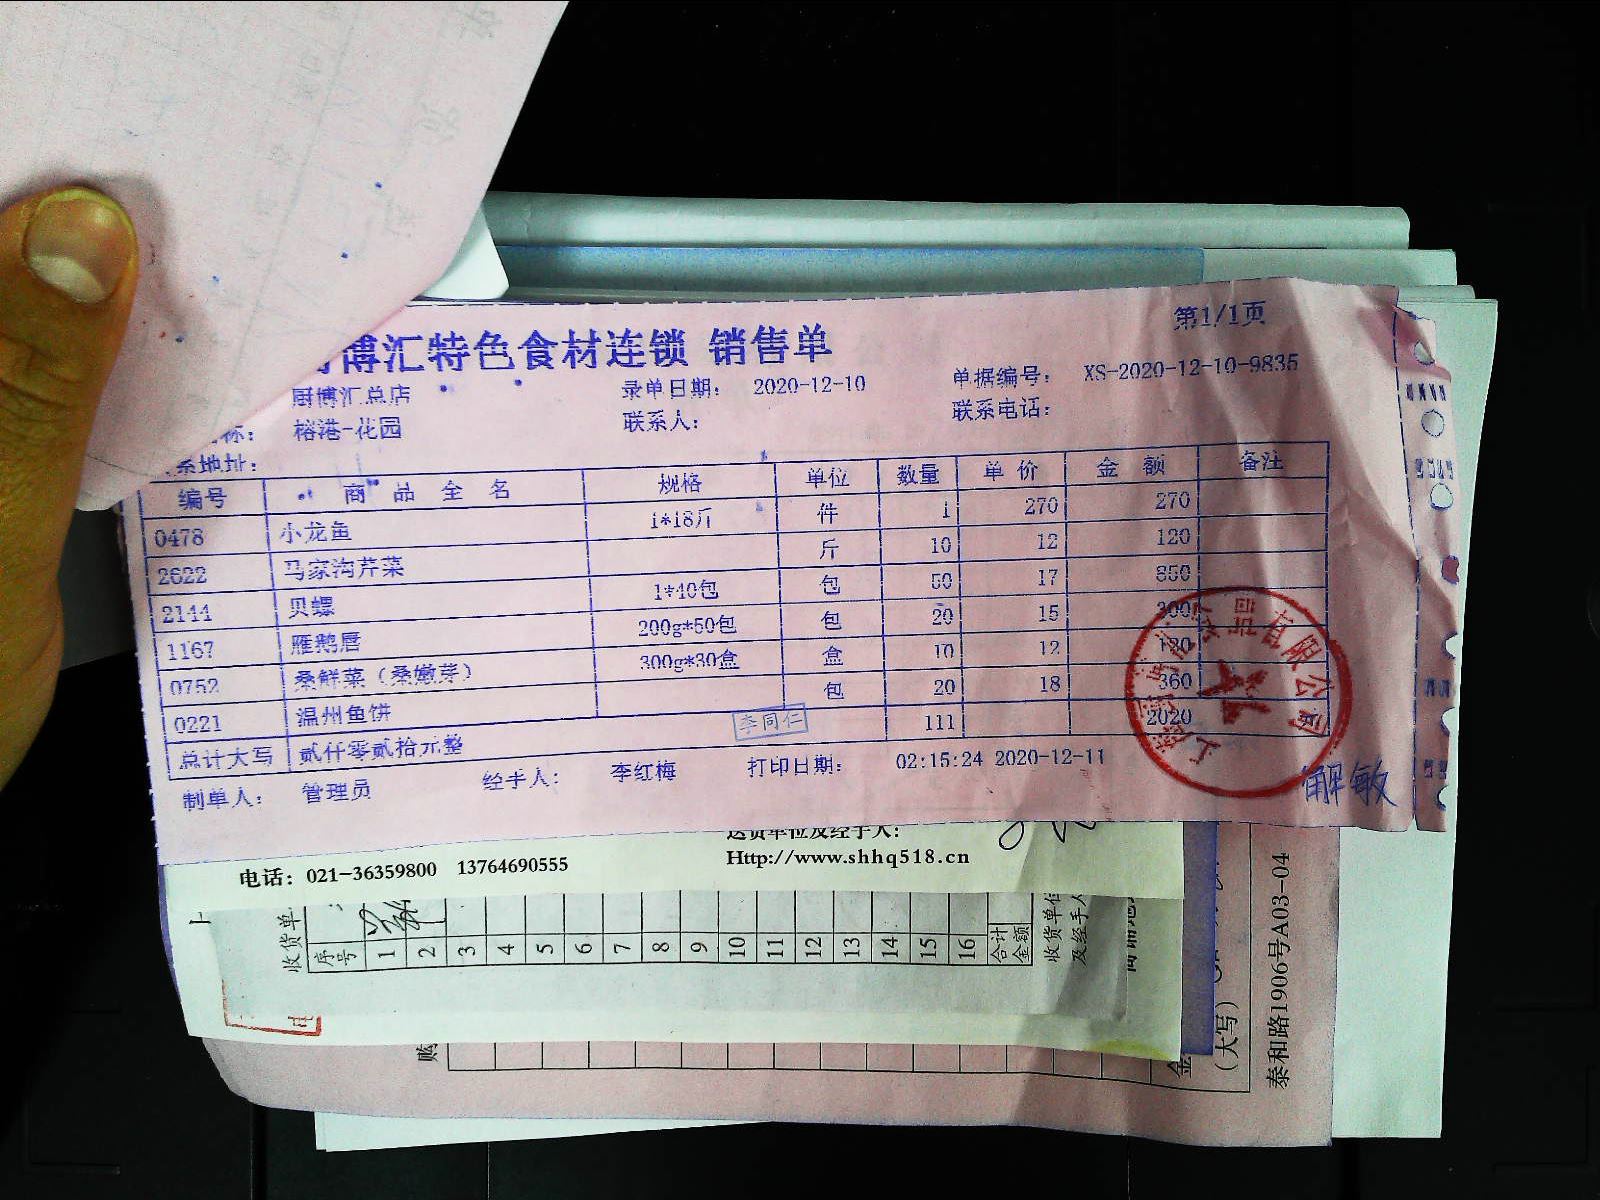 第1/1页
博汇特色食材连锁 销售单
厨博汇总店 录单日期: 2020-12-10 单据编号: XS-2020-12-10-9835
称: 榕港-花园 联系人: 联系电话:
系地址:
编号 商品全名 规格 单位 数量 单价 金额 备注
0478 小龙鱼 1*18斤 件 1 270 270
2622 马家沟芹菜 斤 10 12 120
2144 贝螺 1*40包 包 50 17 850
1167 雁鹅唇 200g*50包 包 20 15 300
0752 桑鲜菜(桑嫩芽) 300g*30盒 盒 10 12 120
0221 温州鱼饼 包 20 18 360
总计大写 贰仟零贰拾元整 111 2020
李同仁
制单人: 管理员 经手人: 李红梅 打印日期: 02:15:24 2020-12-11
解敏
送货单位及经手人:
Http://www.shhq518.cn
电话: 021-36359800 13764690555
收货单
序号 1 2 3 4 5 6 7 8 9 10 11 12 13 14 15 16 合计金额
收货单位
及经手人
购
(大写)
泰和路1906号A03-04